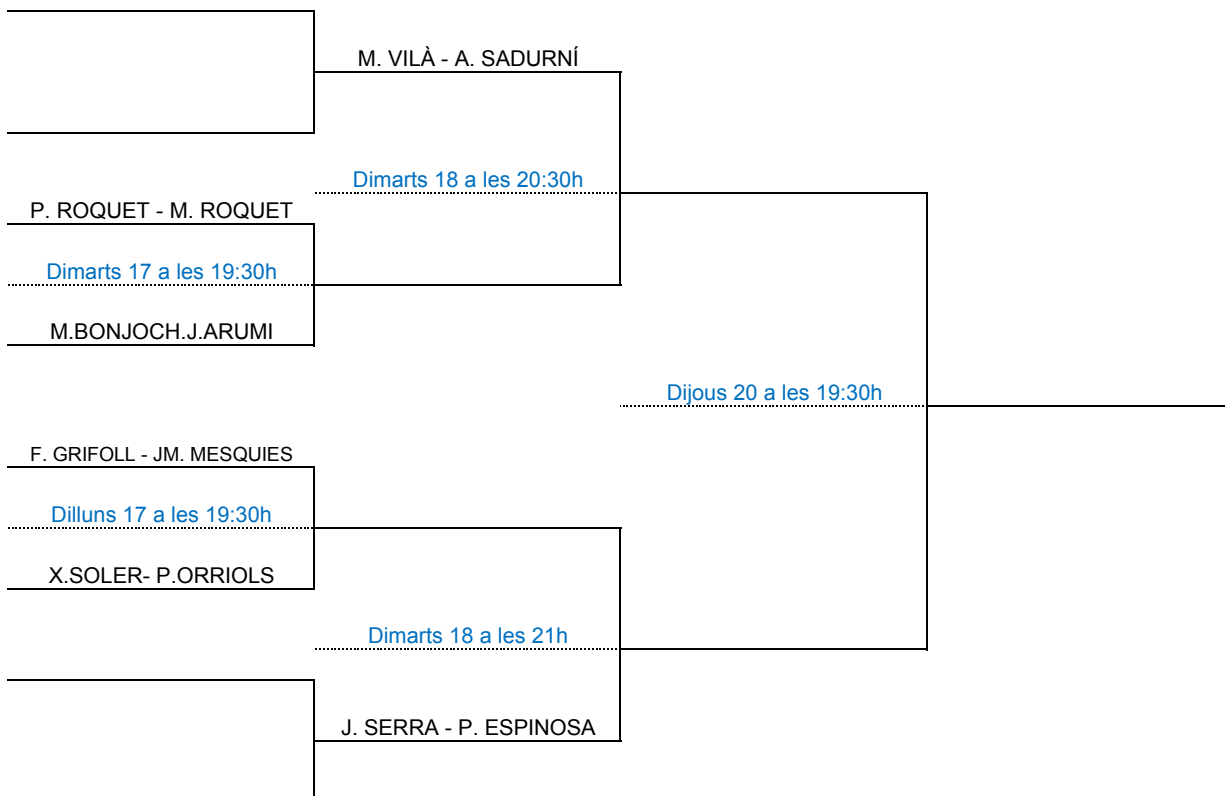 M. VILÀ - A. SADURNÍ
Dimarts 18 a les 20:30h
P. ROQUET - M. ROQUET
Dimarts 17 a les 19:30h
M.BONJOCH.J.ARUMI
Dijous 20 a les 19:30h
F. GRIFOLL - JM. MESQUIES
Dilluns 17 a les 19:30h
X.SOLER- P.ORRIOLS
Dimarts 18 a les 21h
J. SERRA - P. ESPINOSA